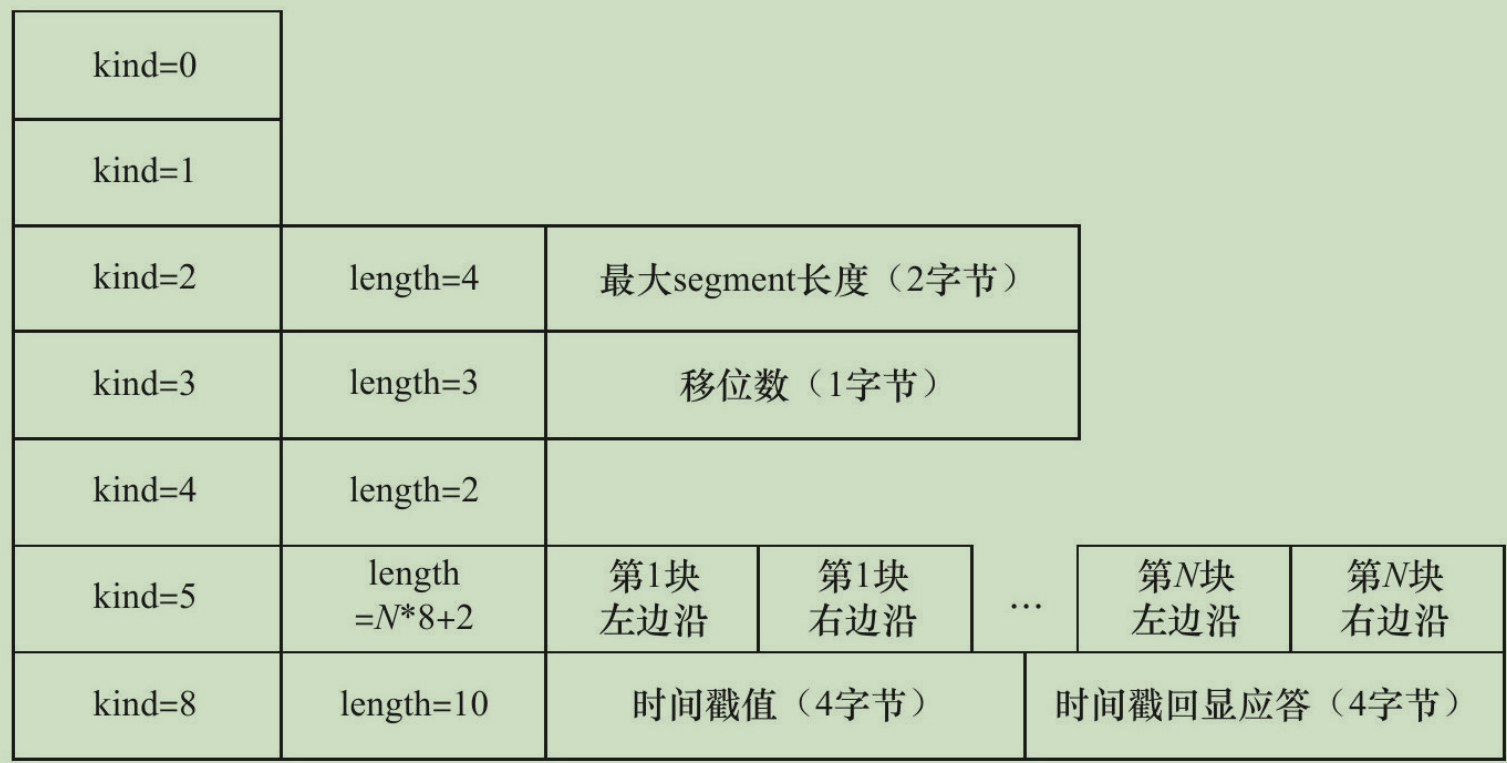 kind=0
kind=1
kind=2 length=4 最大segment长度（2字节）
kind=3 length=3 移位数（1字节）
kind=4 length=2
kind=5 length
=N*8+2 第1块
左边沿 第1块
右边沿 … 第N块
左边沿 第N块
右边沿
kind=8 length=10 时间戳值（4字节） 时间戳回显应答（4字节）